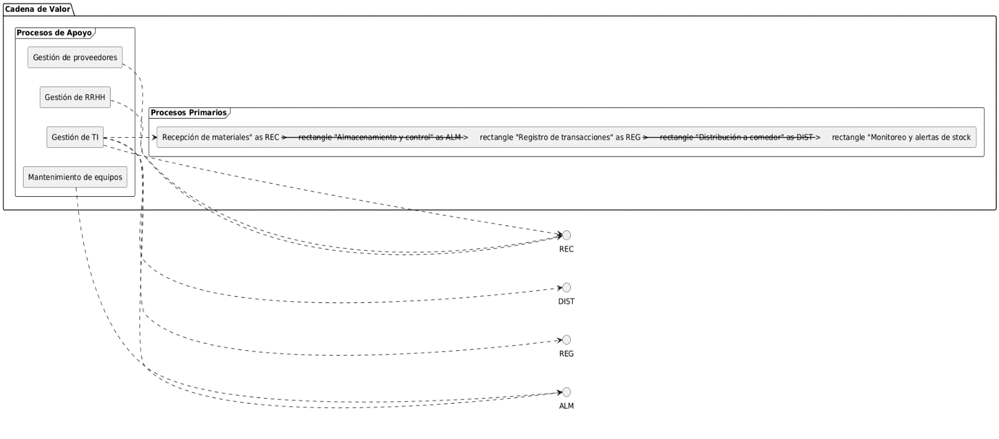 Cadena de Valor
Procesos de Apoyo
Gestión de proveedores
Gestión de RRHH
Procesos Primarios
Gestión de TI
Recepción de materiales" as REC > rectangle "Almacenamiento y control" as ALM > rectangle "Registro de transacciones" as REG > rectangle "Distribución a comedor" as DIST > rectangle "Monitoreo y alertas de stock
Mantenimiento de equipos
REC
DIST
REG
ALM